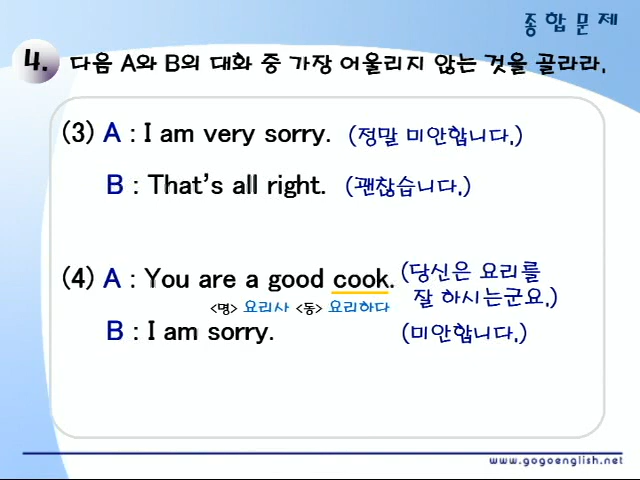 종합문제
4. 다음 A와 B의 대화 중 가장 어울리지 않는 것을 골라라.
(3) A : I am very sorry. (정말 미안합니다.)
B : That's all right. (괜찮습니다.)
(4) A : You are a good cook. (당신은 요리를
잘 하시는군요.)
<명> 요리사 <동> 요리하다
B : I am sorry. (미안합니다.)
www.gogoenglish.net